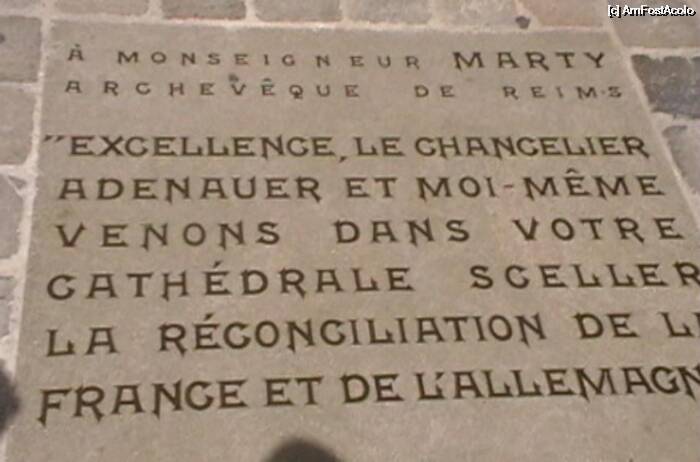 [c] AmFostAcolo
À MONSEIGNEUR MARTY
ARCHEVÊQUE DE REIMS
"EXCELLENCE, LE CHANCELIER
ADENAUER ET MOI-MÊME
VENONS DANS VOTRE
CATHÉDRALE SCELLER
LA RÉCONCILIATION DE L
FRANCE ET DE L'ALLEMAGN